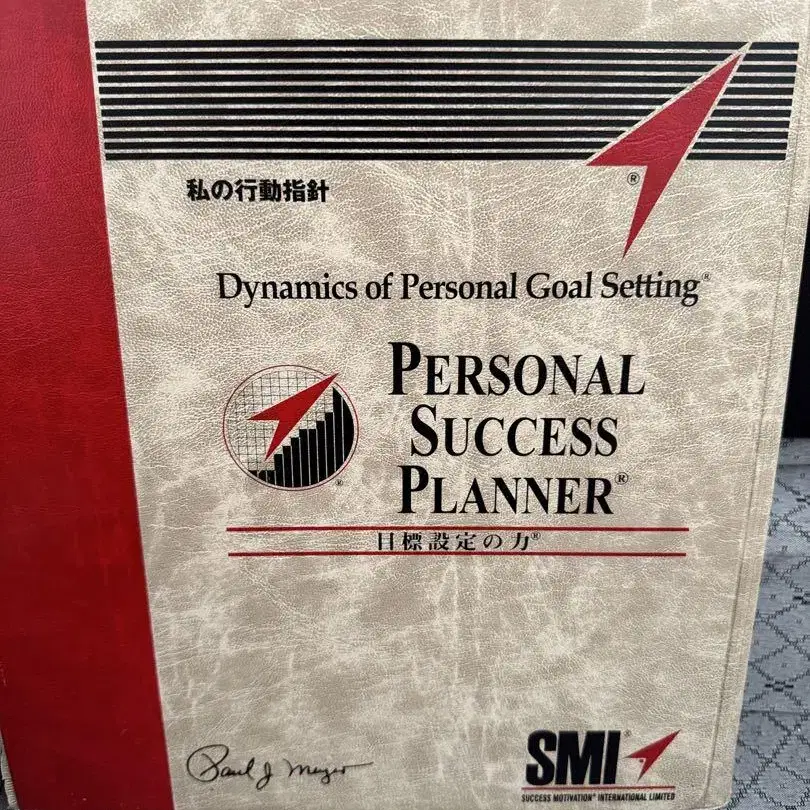 私の行動指針
®
Dynamics of Personal Goal Setting®
PERSONAL
SUCCESS
PLANNER®
®
目標設定の力®
Paul J Meyer
SMI®
SUCCESS MOTIVATION® INTERNATIONAL LIMITED